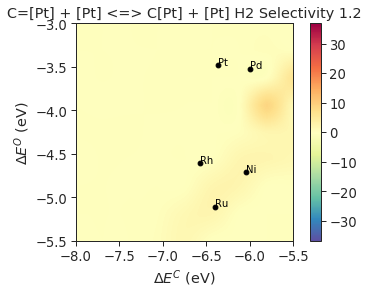 C=[Pt] + [Pt] <=> C[Pt] + [Pt] H2 Selectivity 1.2
−3.0
−3.5
−4.0
−4.5
−5.0
−5.5
ΔE^O (eV)
Pt
Pd
Rh
Ni
Ru
−8.0 −7.5 −7.0 −6.5 −6.0 −5.5
ΔE^C (eV)
30
20
10
0
−10
−20
−30